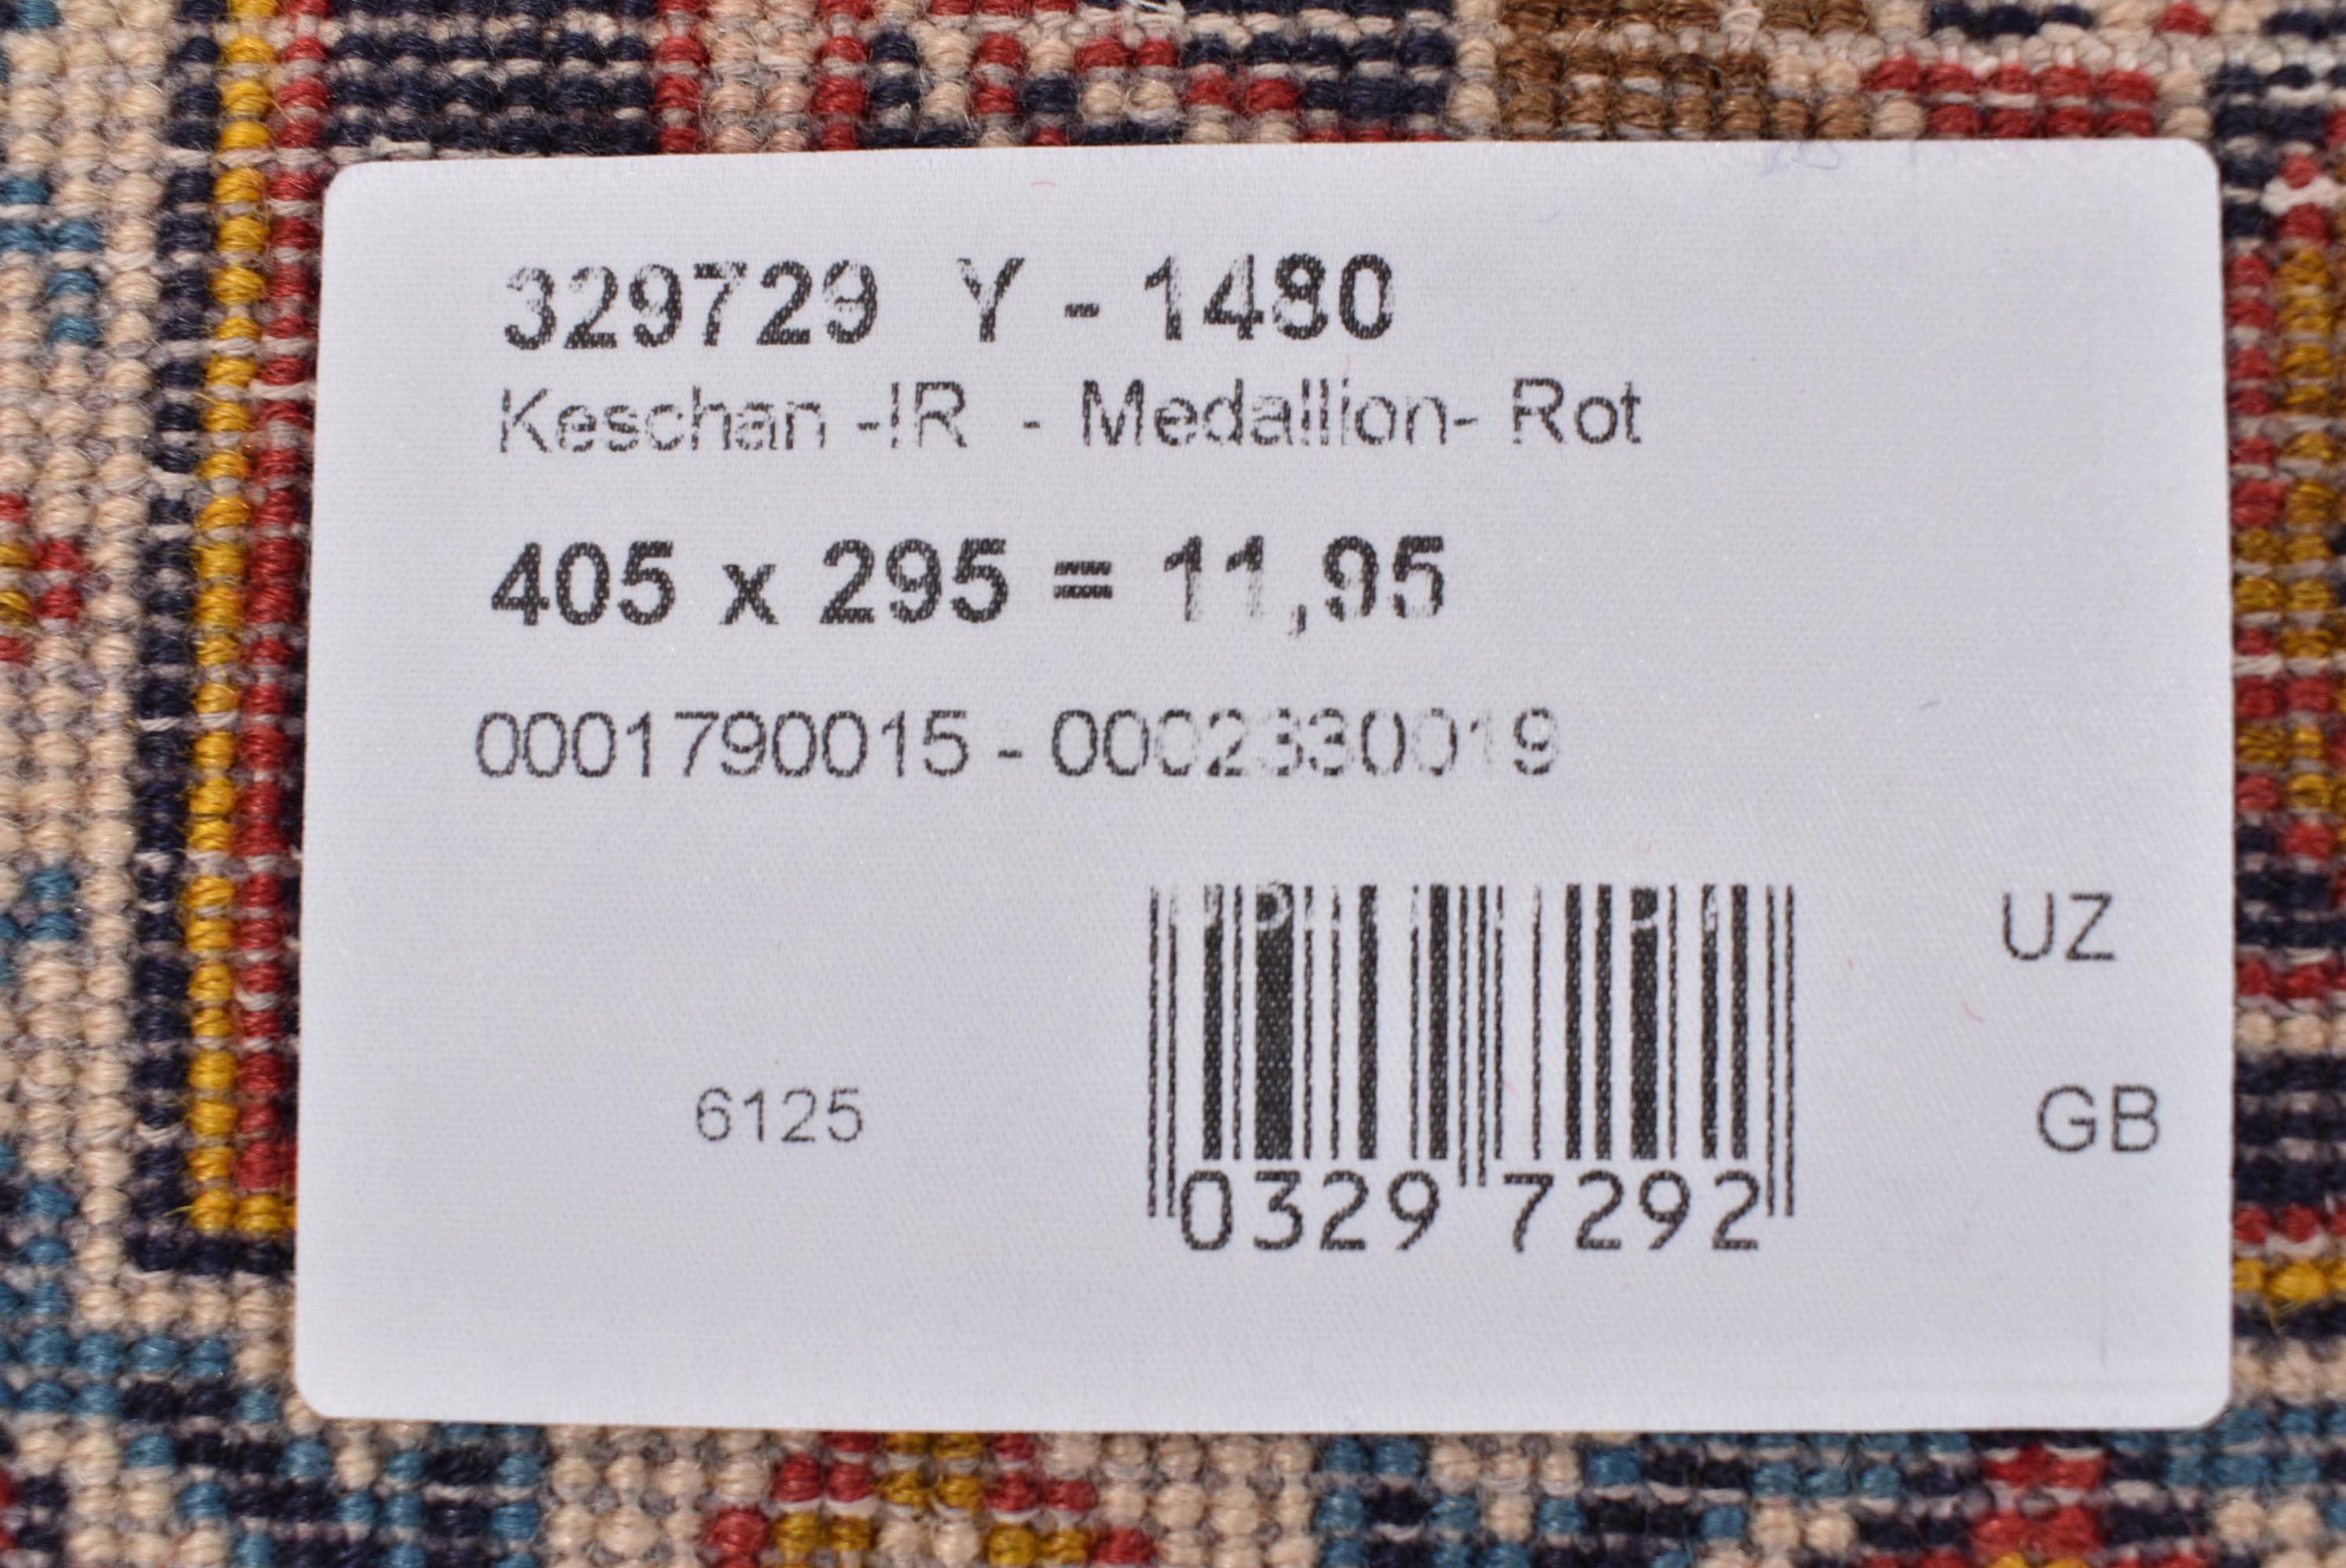 329729 Y - 1480
Keschan -IR - Medallion- Rot
405 x 295 = 11,95
0001790015 - 0002330019
UZ
6125
GB
0329 7292